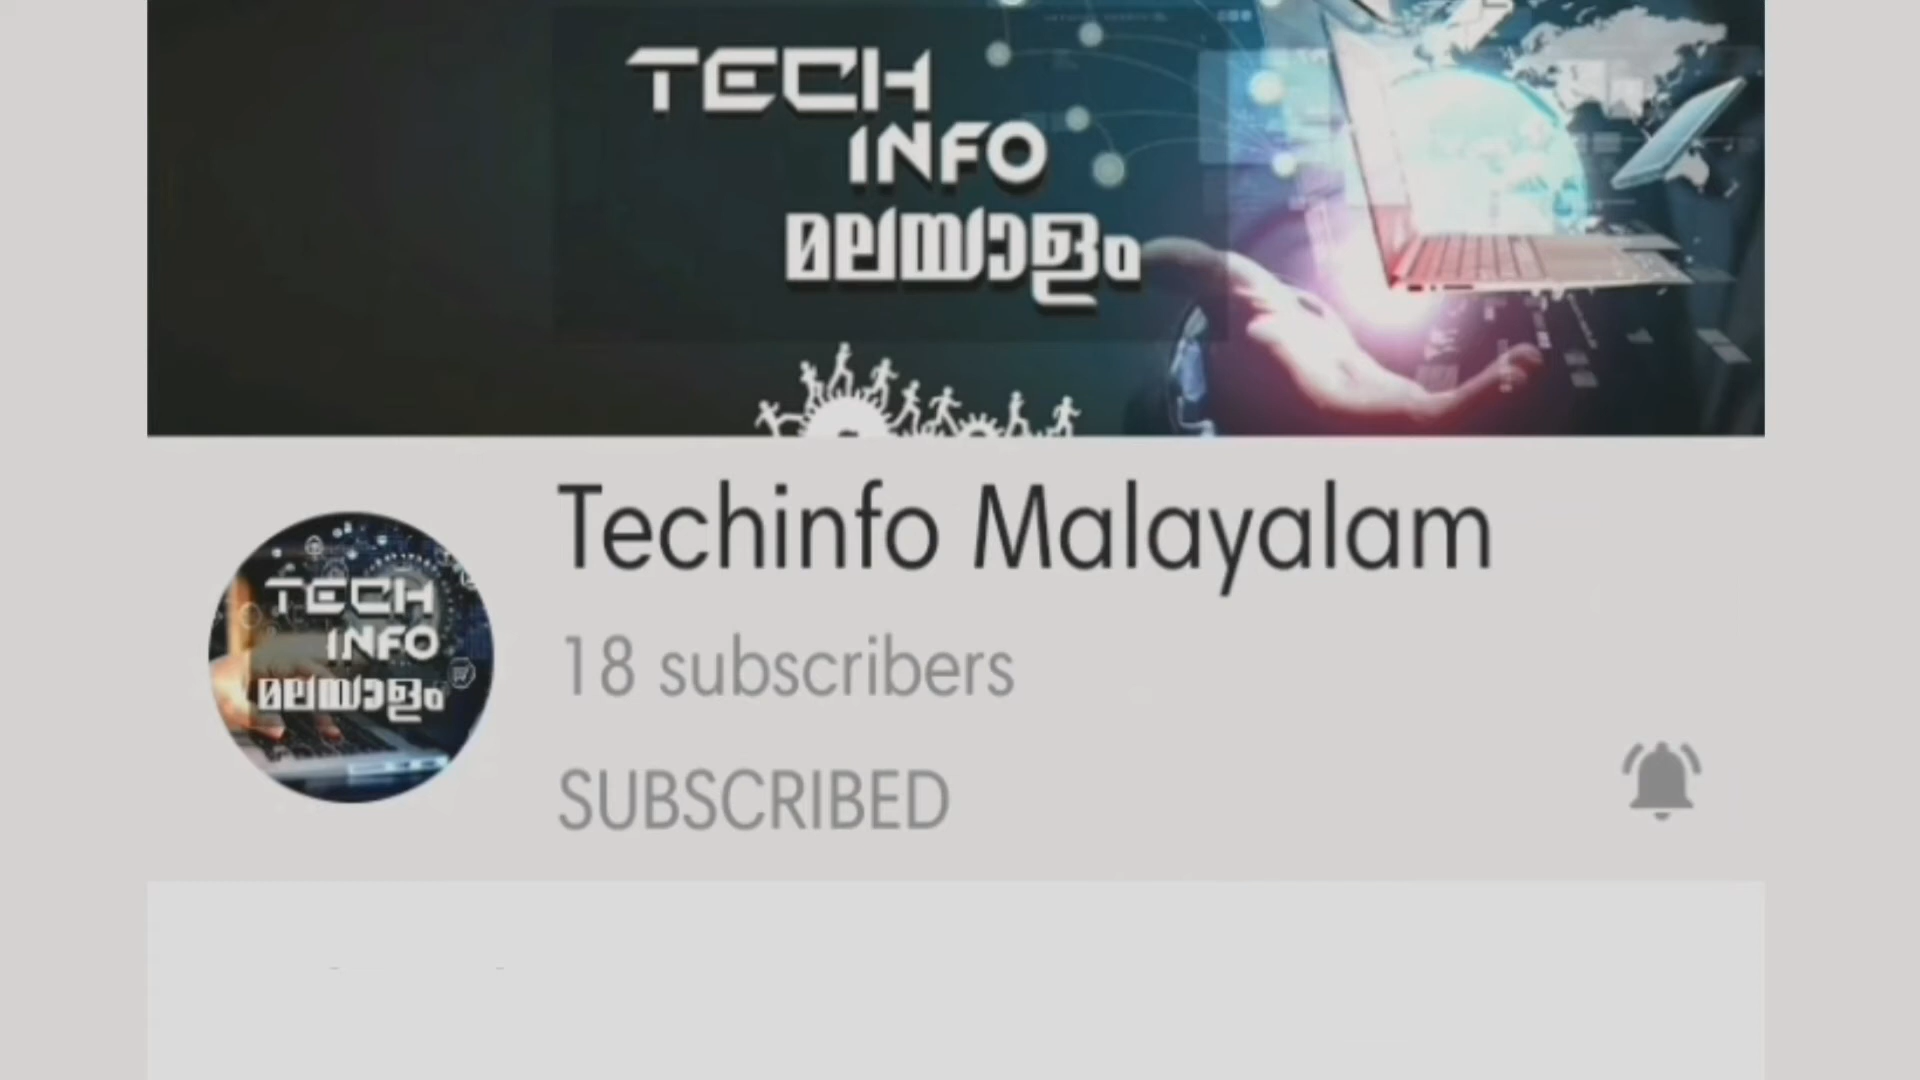 TECH
INFO
മലയാളം
Techinfo Malayalam
18 subscribers
SUBSCRIBED
TECH
INFO
മലയാളം